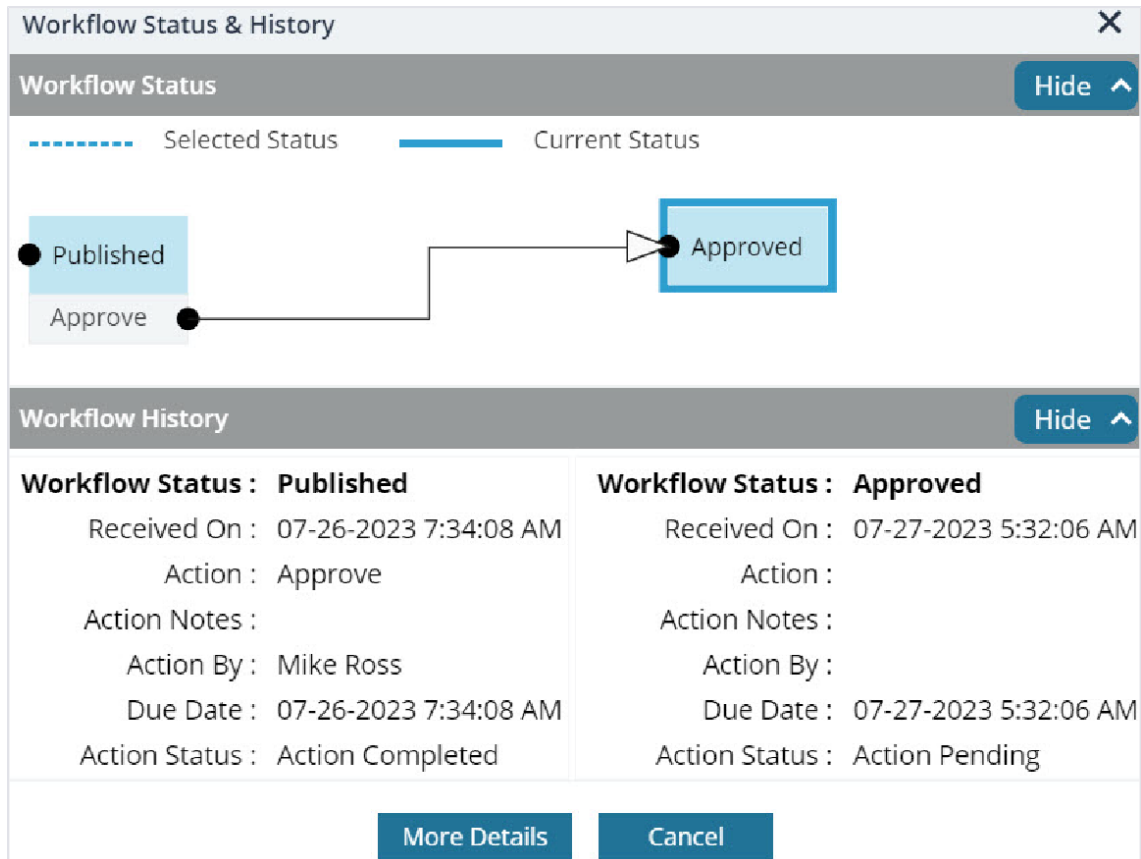 Workflow Status & History
Workflow Status
Hide
Selected Status
Current Status
Published
Approve
Approved
Workflow History
Hide
Workflow Status : Published
Received On : 07-26-2023 7:34:08 AM
Action : Approve
Action Notes :
Action By : Mike Ross
Due Date : 07-26-2023 7:34:08 AM
Action Status : Action Completed
Workflow Status : Approved
Received On : 07-27-2023 5:32:06 AM
Action :
Action Notes :
Action By :
Due Date : 07-27-2023 5:32:06 AM
Action Status : Action Pending
More Details
Cancel